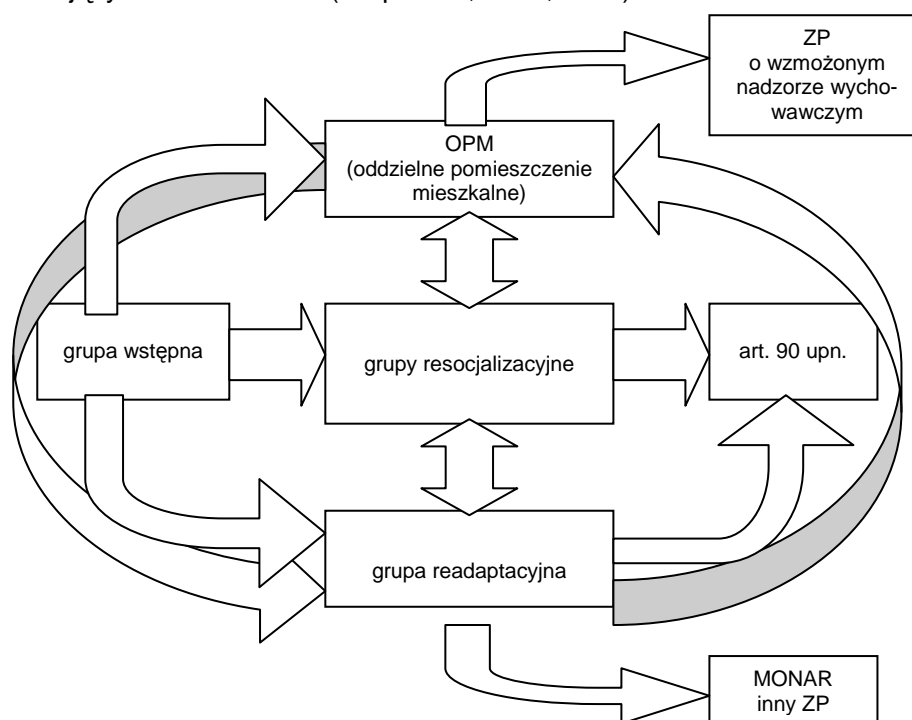 ZP
o wzmożonym
nadzorze wycho-
wawczym
OPM
(oddzielne pomieszczenie
mieszkalne)
grupa wstępna
grupy resocjalizacyjne
art. 90 upn.
grupa readaptacyjna
MONAR
inny ZP